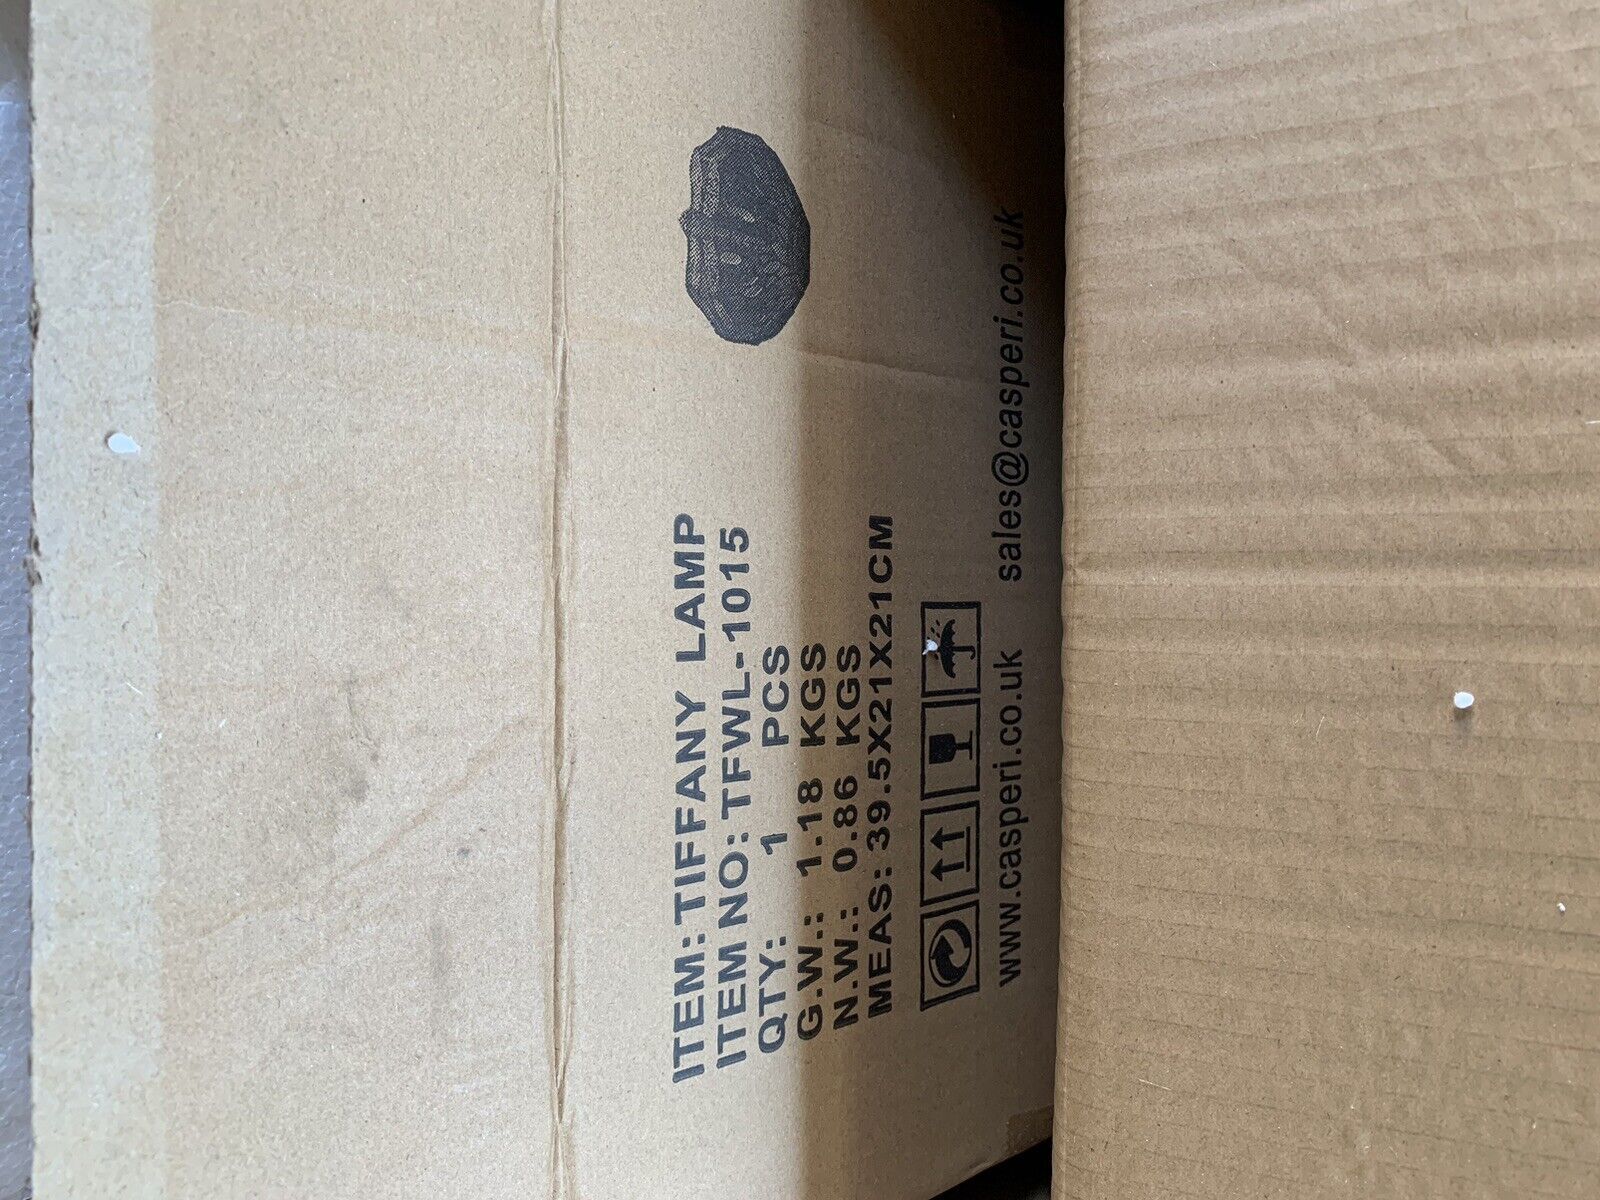 ITEM: TIFFANY LAMP
ITEM NO: TFWL-1015
QTY: 1 PCS
G.W.: 1.18 KGS
N.W.: 0.86 KGS
MEAS: 39.5X21X21CM
www.casperi.co.uk sales@casperi.co.uk